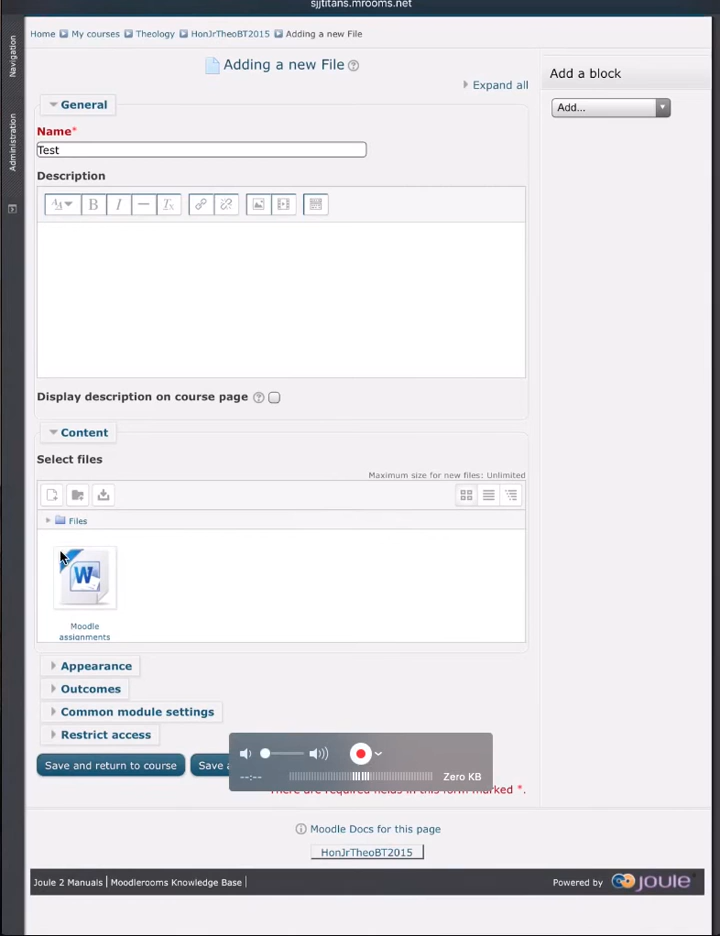 sjjtitans.mrooms.net
Home My courses Theology HonJrTheoBT2015 Adding a new File
Navigation
Administration
Adding a new File
Expand all
Add a block
Add...
General
Name*
Test
Description
B I
Display description on course page
Content
Select files
Maximum size for new files: Unlimited
Files
W
Moodle
assignments
Appearance
Outcomes
Common module settings
Restrict access
Save and return to course
Save
--:--
Zero KB
There are required fields in this form marked *.
Moodle Docs for this page
HonJrTheoBT2015
Joule 2 Manuals | Moodlerooms Knowledge Base |
Powered by joule